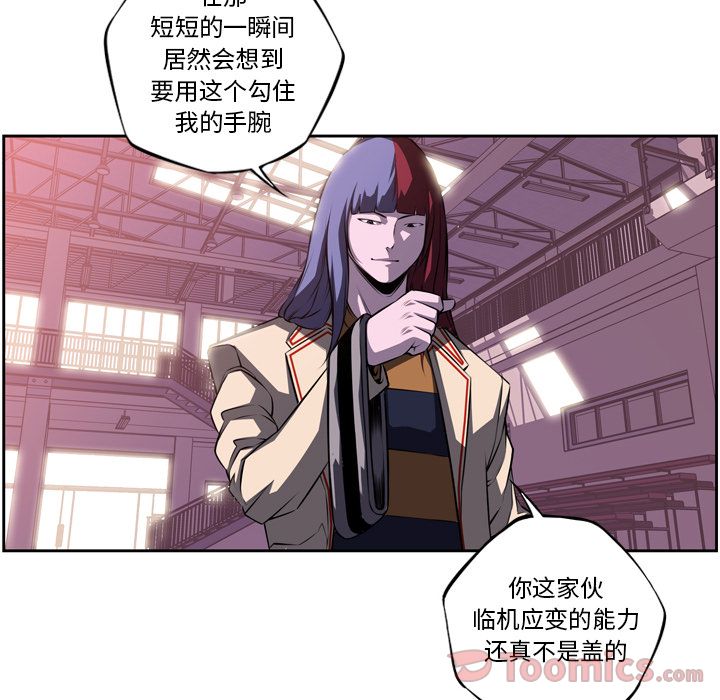 在那
短短的一瞬间
居然会想到
要用这个勾住
我的手腕
你这家伙
临机应变的能力
还真不是盖的
Toomics.com